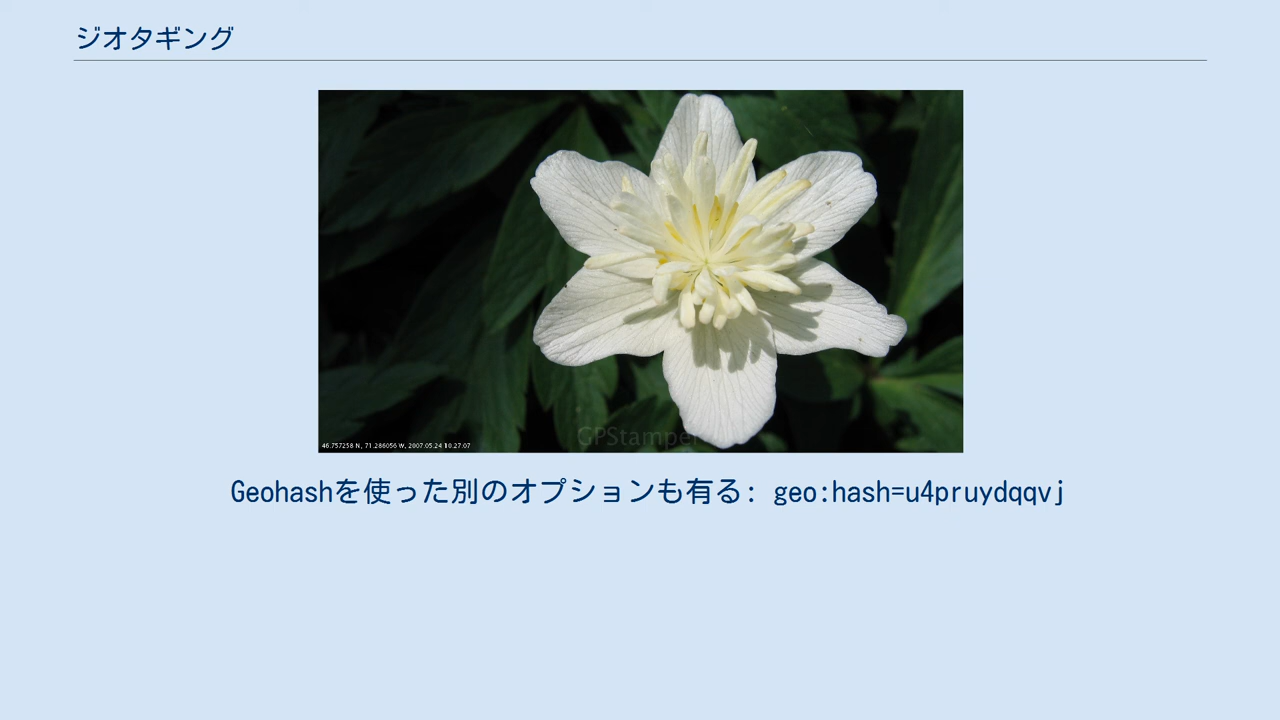 ジオタギング
GPStamper
46.757258 N, 71.286056 W, 2007.05.24 10:27:07
Geohashを使った別のオプションも有る: geo:hash=u4pruydqqvj